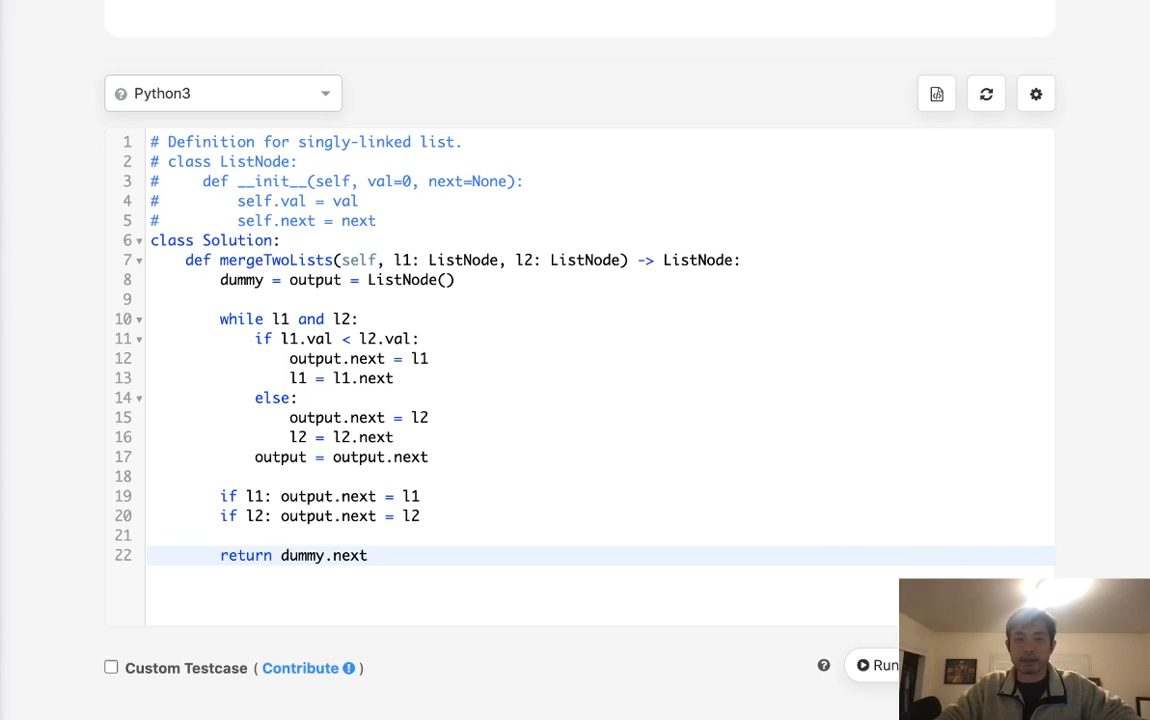 Python3
1 # Definition for singly-linked list.
2 # class ListNode:
3 #     def __init__(self, val=0, next=None):
4 #         self.val = val
5 #         self.next = next
6 class Solution:
7     def mergeTwoLists(self, l1: ListNode, l2: ListNode) -> ListNode:
8         dummy = output = ListNode()
9
10         while l1 and l2:
11             if l1.val < l2.val:
12                 output.next = l1
13                 l1 = l1.next
14             else:
15                 output.next = l2
16                 l2 = l2.next
17             output = output.next
18
19         if l1: output.next = l1
20         if l2: output.next = l2
21
22         return dummy.next
Custom Testcase ( Contribute )
Run